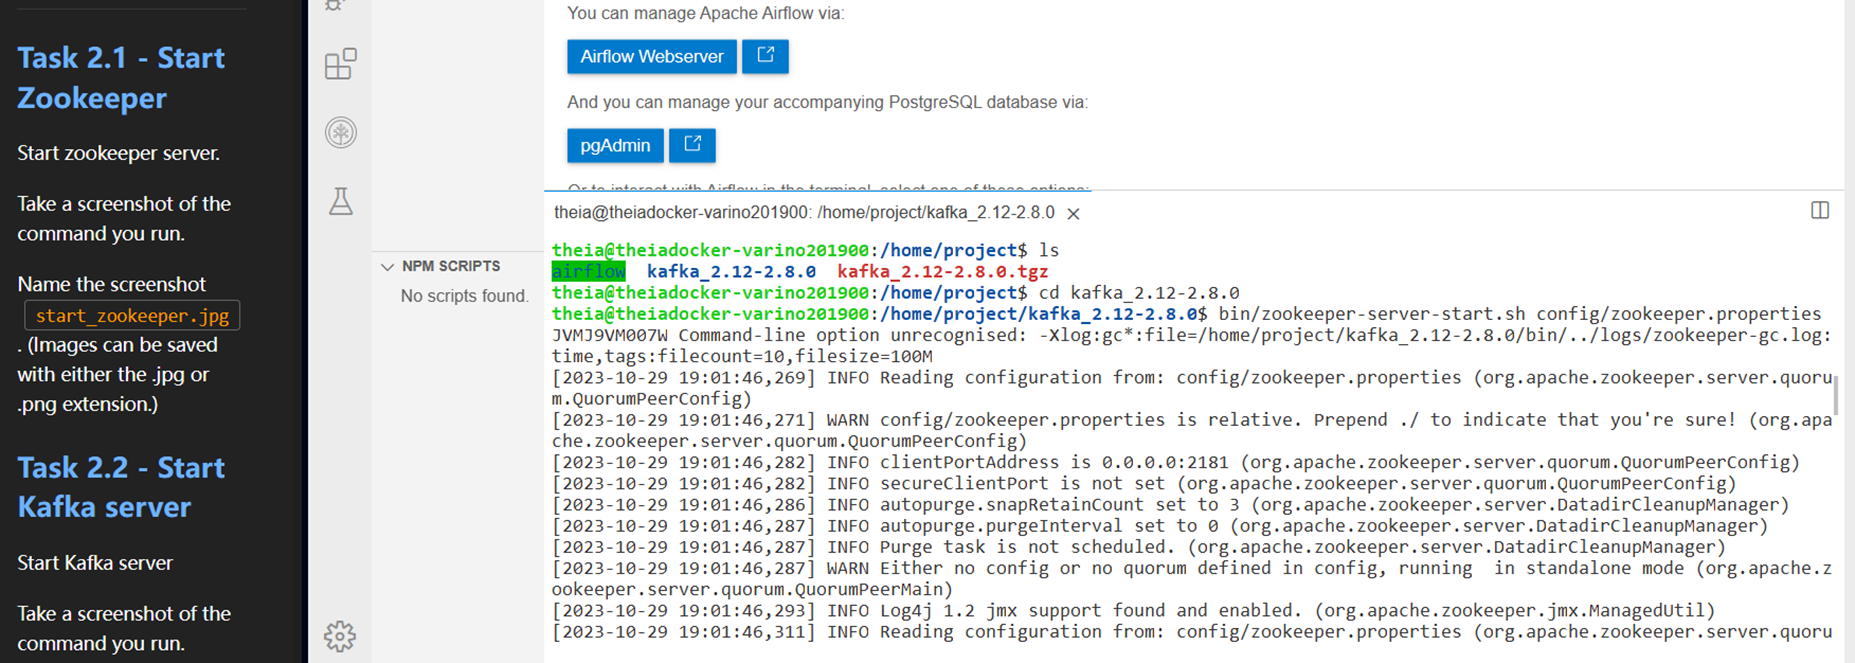 Task 2.1 - Start
Zookeeper
Start zookeeper server.
Take a screenshot of the
command you run.
Name the screenshot
start_zookeeper.jpg
. (Images can be saved
with either the .jpg or
.png extension.)
Task 2.2 - Start
Kafka server
Start Kafka server
Take a screenshot of the
command you run.
NPM SCRIPTS
No scripts found.
You can manage Apache Airflow via:
Airflow Webserver
And you can manage your accompanying PostgreSQL database via:
pgAdmin
Or to interact with Airflow in the terminal, select one of these options:
theia@theiadocker-varino201900: /home/project/kafka_2.12-2.8.0
theia@theiadocker-varino201900:/home/project$ ls
airflow  kafka_2.12-2.8.0  kafka_2.12-2.8.0.tgz
theia@theiadocker-varino201900:/home/project$ cd kafka_2.12-2.8.0
theia@theiadocker-varino201900:/home/project/kafka_2.12-2.8.0$ bin/zookeeper-server-start.sh config/zookeeper.properties
JVMJ9VM007W Command-line option unrecognised: -Xlog:gc*:file=/home/project/kafka_2.12-2.8.0/bin/../logs/zookeeper-gc.log:
time,tags:filecount=10,filesize=100M
[2023-10-29 19:01:46,269] INFO Reading configuration from: config/zookeeper.properties (org.apache.zookeeper.server.quoru
m.QuorumPeerConfig)
[2023-10-29 19:01:46,271] WARN config/zookeeper.properties is relative. Prepend ./ to indicate that you're sure! (org.apa
che.zookeeper.server.quorum.QuorumPeerConfig)
[2023-10-29 19:01:46,282] INFO clientPortAddress is 0.0.0.0:2181 (org.apache.zookeeper.server.quorum.QuorumPeerConfig)
[2023-10-29 19:01:46,282] INFO secureClientPort is not set (org.apache.zookeeper.server.quorum.QuorumPeerConfig)
[2023-10-29 19:01:46,286] INFO autopurge.snapRetainCount set to 3 (org.apache.zookeeper.server.DatadirCleanupManager)
[2023-10-29 19:01:46,287] INFO autopurge.purgeInterval set to 0 (org.apache.zookeeper.server.DatadirCleanupManager)
[2023-10-29 19:01:46,287] INFO Purge task is not scheduled. (org.apache.zookeeper.server.DatadirCleanupManager)
[2023-10-29 19:01:46,287] WARN Either no config or no quorum defined in config, running  in standalone mode (org.apache.z
ookeeper.server.quorum.QuorumPeerMain)
[2023-10-29 19:01:46,293] INFO Log4j 1.2 jmx support found and enabled. (org.apache.zookeeper.jmx.ManagedUtil)
[2023-10-29 19:01:46,311] INFO Reading configuration from: config/zookeeper.properties (org.apache.zookeeper.server.quoru